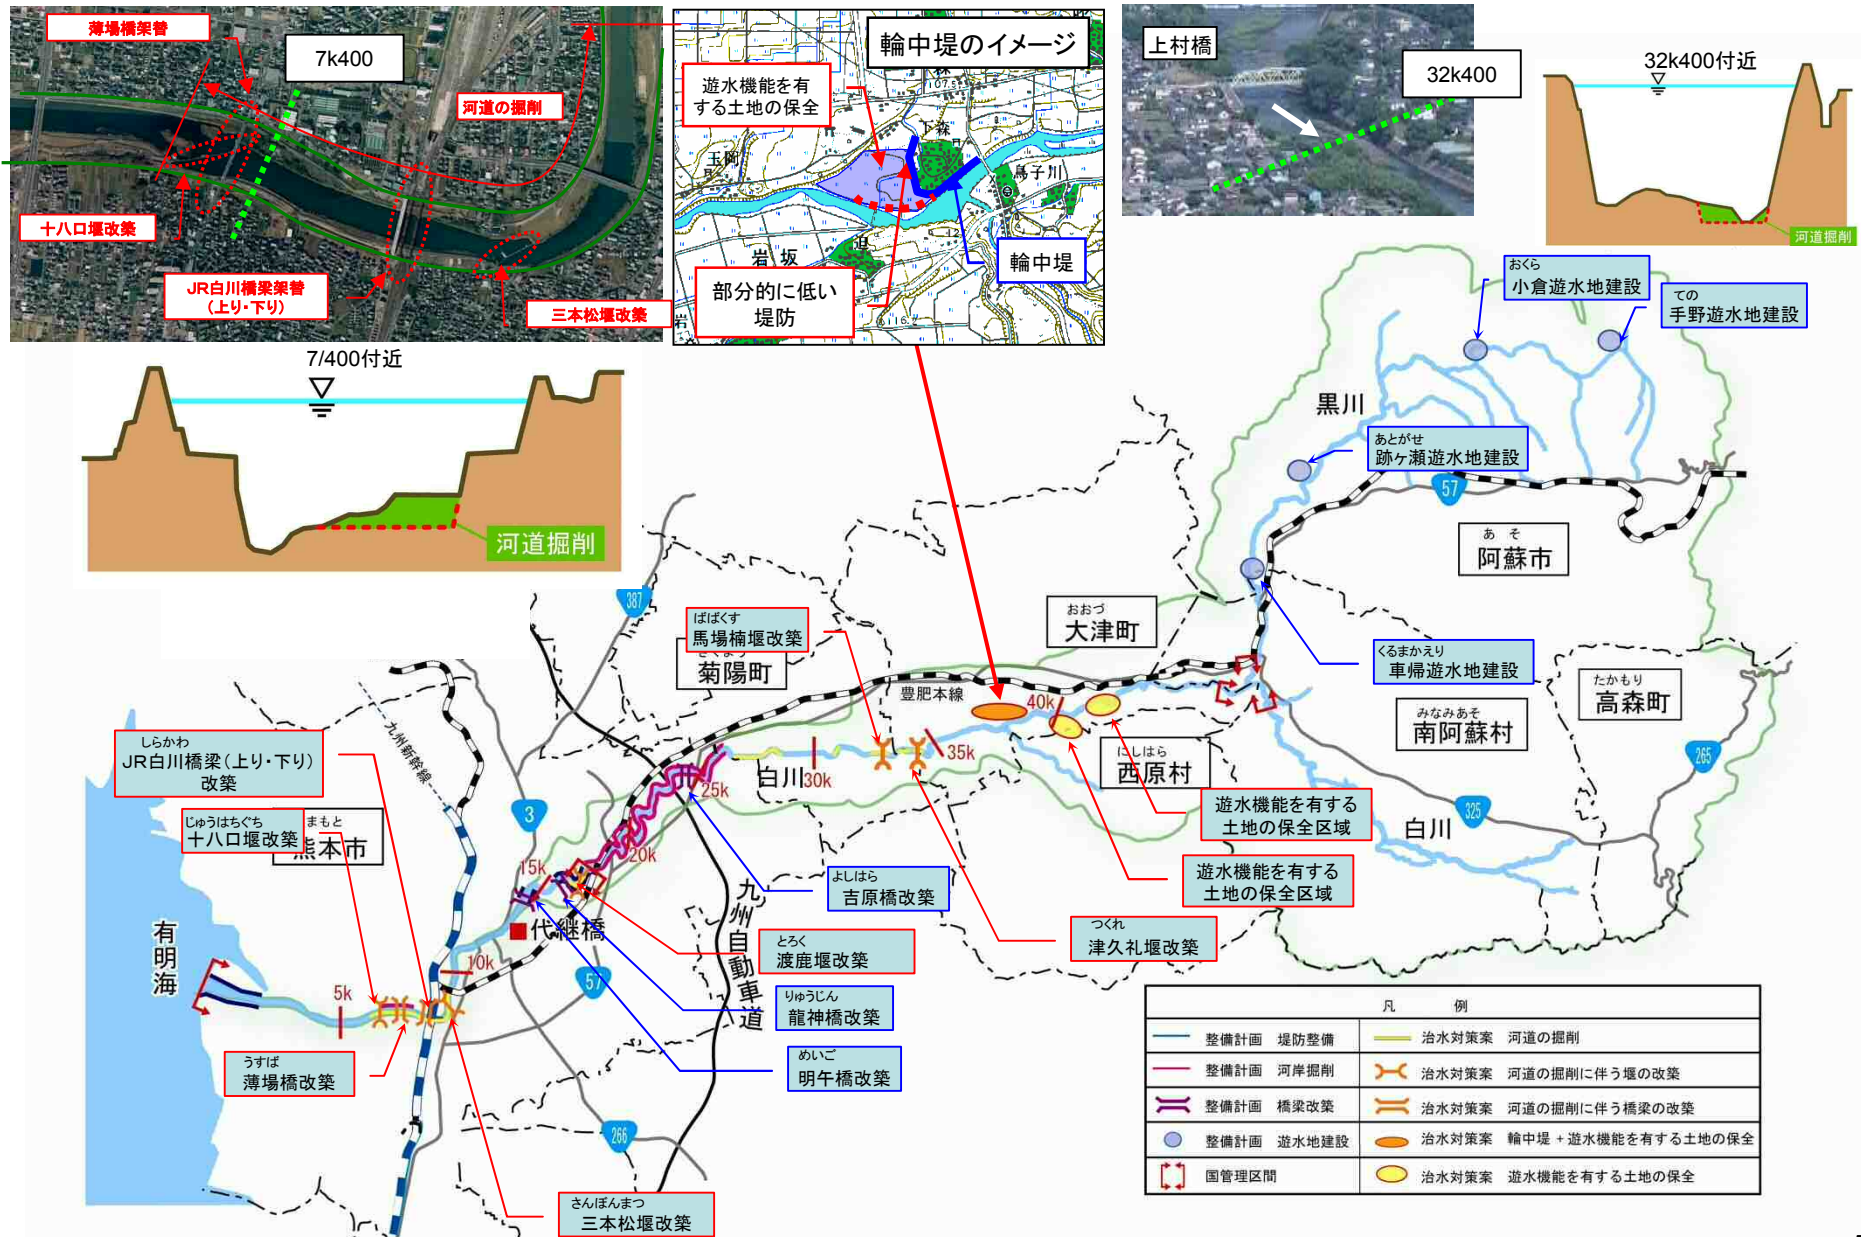 薄場橋架替
7k400
河道の掘削
十八口堰改築
JR白川橋梁架替
(上り・下り)
三本松堰改築
輪中堤のイメージ
遊水機能を有
する土地の保全
下森
玉岡
鳥子川
岩坂
迫
輪中堤
部分的に低い
堤防
上村橋
32k400
32k400付近
河道掘削
7/400付近
河道掘削
おくら
小倉遊水地建設
ての
手野遊水地建設
黒川
あとがせ
跡ヶ瀬遊水地建設
57
あ そ
阿蘇市
くるまかえり
車帰遊水地建設
たかもり
高森町
みなみあそ
南阿蘇村
265
325
白川
おおづ
大津町
387
ばばくす
馬場楠堰改築
菊陽町
豊肥本線
40k
35k
白川
30k
25k
20k
15k
10k
5k
にしはら
西原村
遊水機能を有する
土地の保全区域
遊水機能を有する
土地の保全区域
つくれ
津久礼堰改築
よしはら
吉原橋改築
とろく
渡鹿堰改築
りゅうじん
龍神橋改築
めいご
明午橋改築
九州自動車道
九州新幹線
しらかわ
JR白川橋梁(上り・下り)
改築
じゅうはちぐち
十八口堰改築
まもと
熊本市
3
代継橋
57
266
有明海
うすば
薄場橋改築
さんぼんまつ
三本松堰改築
凡 例
整備計画 堤防整備
治水対策案 河道の掘削
整備計画 河岸掘削
治水対策案 河道の掘削に伴う堰の改築
整備計画 橋梁改築
治水対策案 河道の掘削に伴う橋梁の改築
整備計画 遊水地建設
治水対策案 輪中堤+遊水機能を有する土地の保全
国管理区間
治水対策案 遊水機能を有する土地の保全